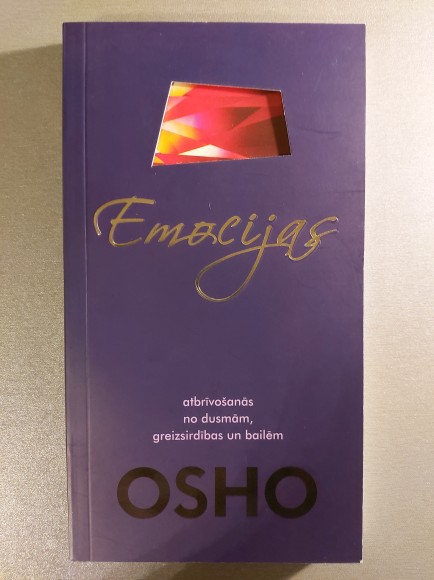 Emocijas
atbrīvošanās
no dusmām,
greizsirdības un bailēm
OSHO